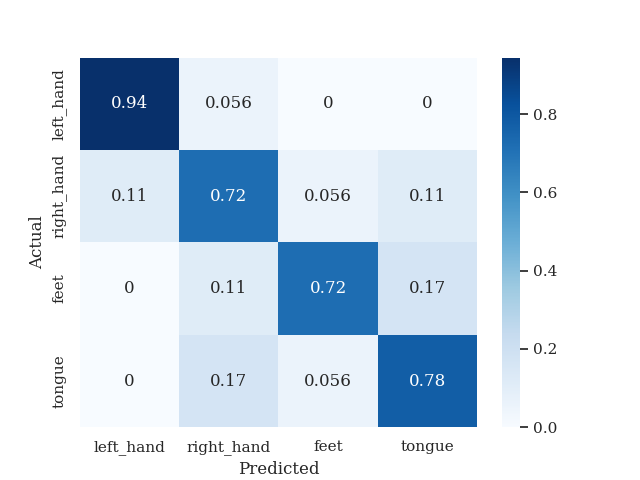 left_hand 0.94 0.056 0 0
right_hand 0.11 0.72 0.056 0.11
feet 0 0.11 0.72 0.17
tongue 0 0.17 0.056 0.78
Actual
left_hand right_hand feet tongue
Predicted
0.8
0.6
0.4
0.2
0.0